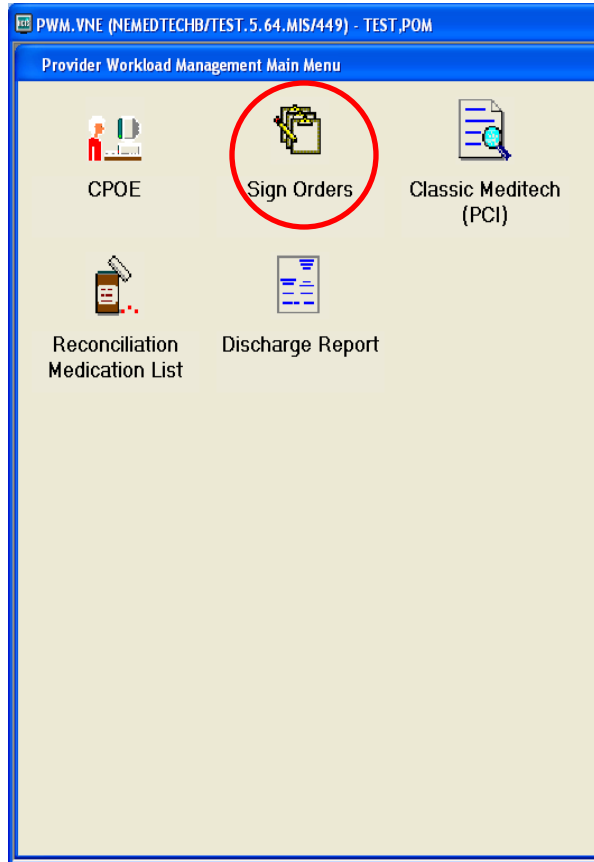 PWM.VNE (NEMEDTECHB/TEST.5.64.MIS/449) - TEST,POM
Provider Workload Management Main Menu
CPOE
Sign Orders
Classic Meditech
(PCI)
Reconciliation
Medication List
Discharge Report